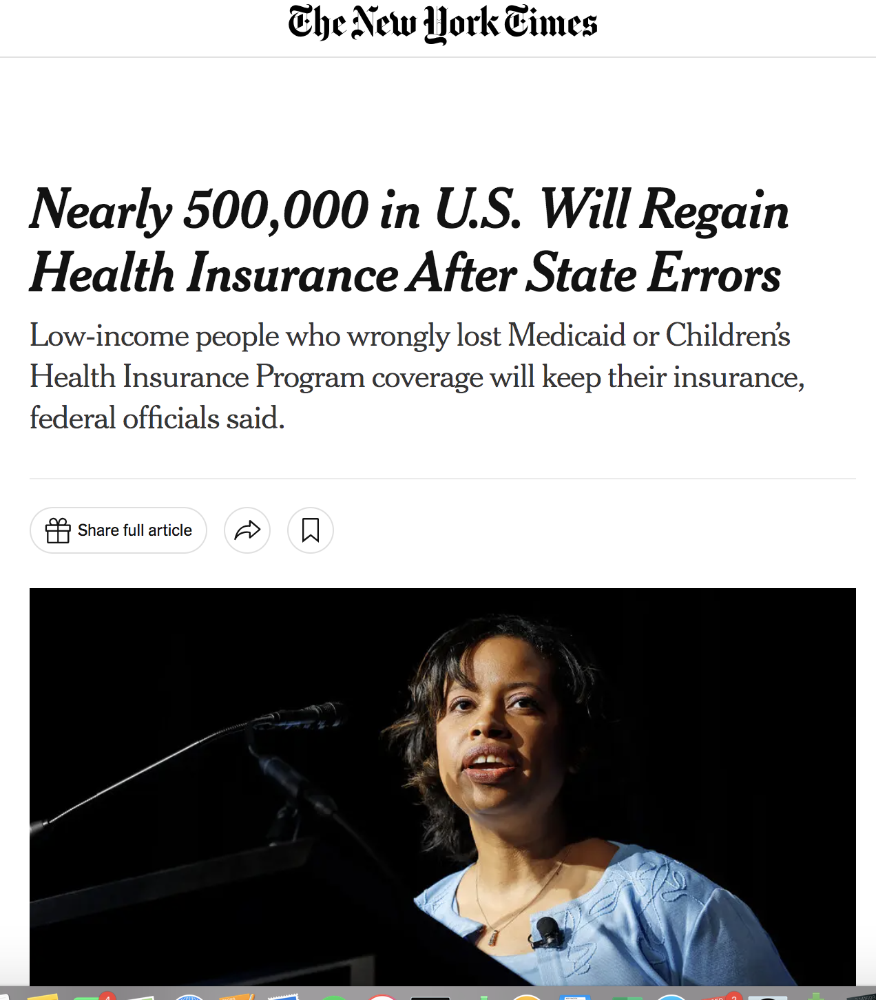 The New York Times
Nearly 500,000 in U.S. Will Regain
Health Insurance After State Errors
Low-income people who wrongly lost Medicaid or Children’s
Health Insurance Program coverage will keep their insurance,
federal officials said.
Share full article